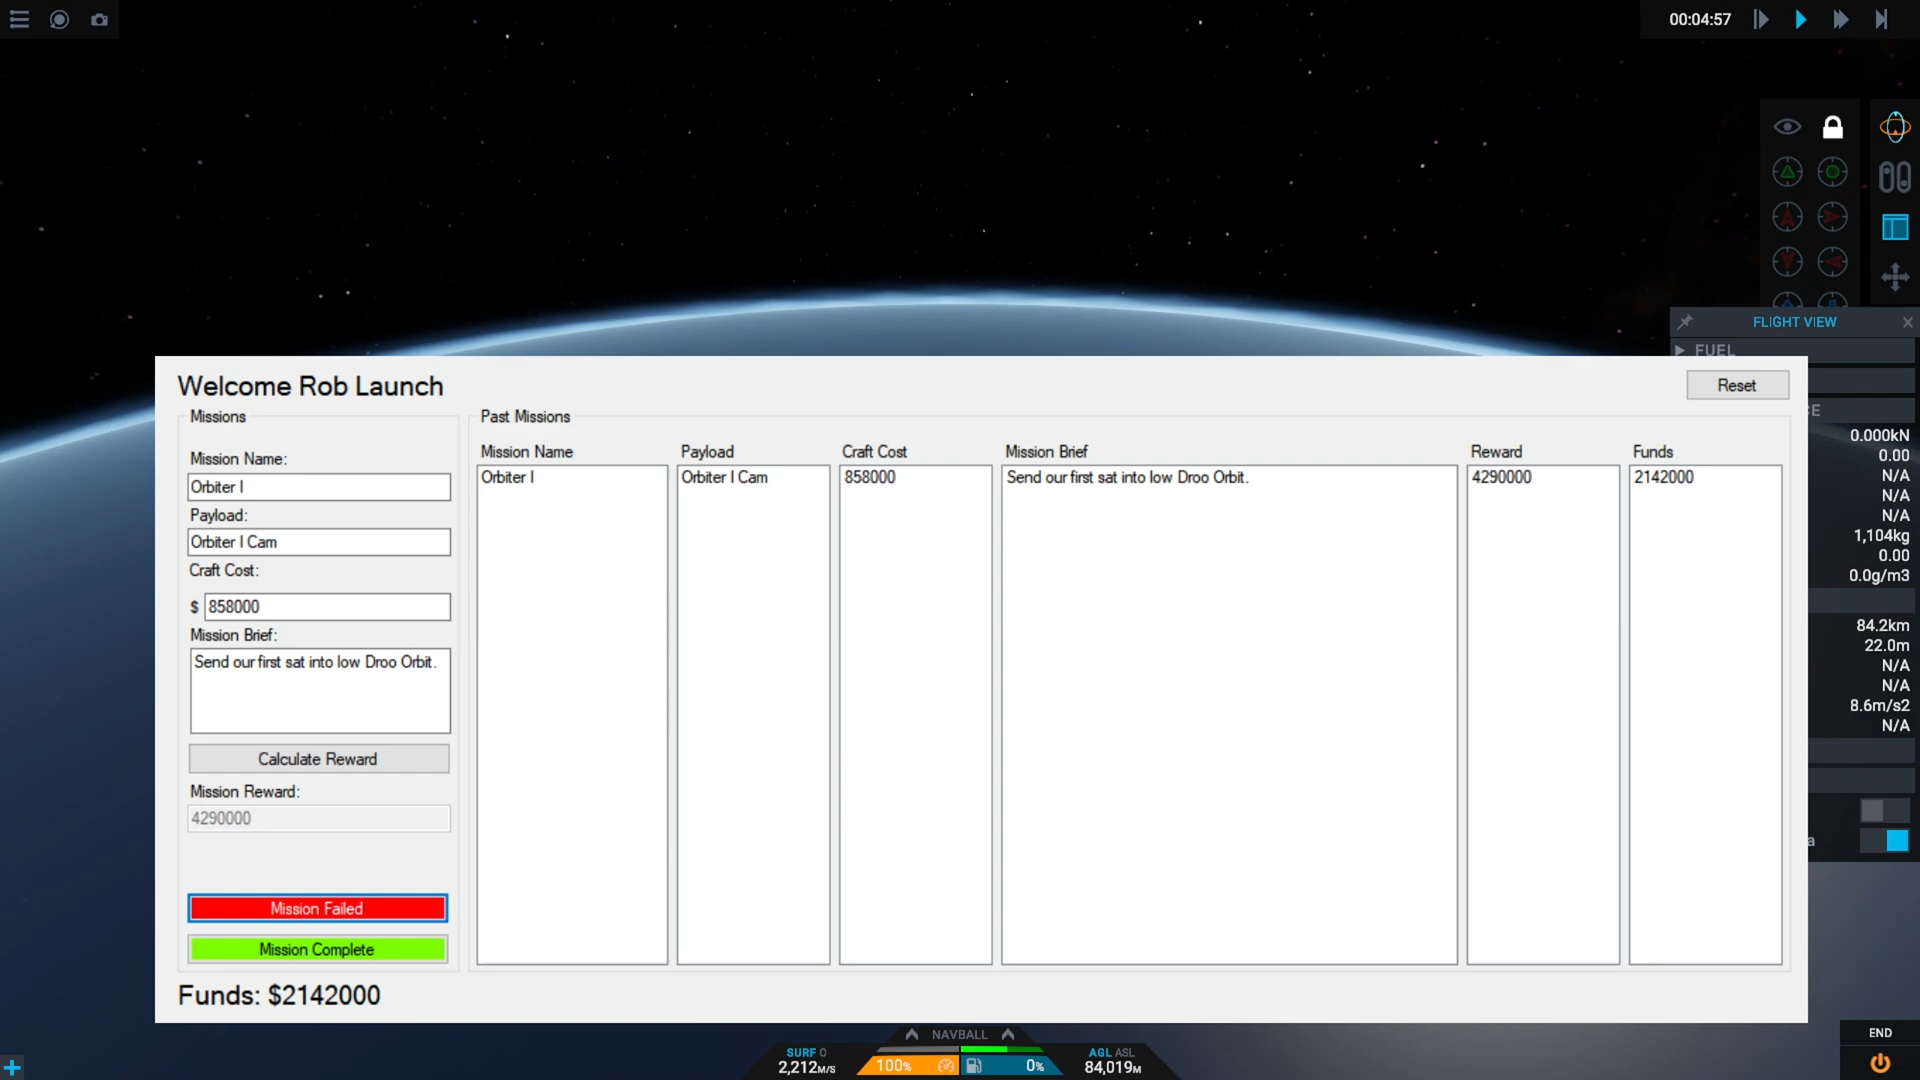 00:04:57
FLIGHT VIEW
FUEL
Welcome Rob Launch
Reset
Missions
Past Missions
Mission Name:
Orbiter I
Payload:
Orbiter I Cam
Craft Cost:
$ 858000
Mission Brief:
Send our first sat into low Droo Orbit.
Calculate Reward
Mission Reward:
4290000
Mission Failed
Mission Complete
Funds: $2142000
Mission Name Payload Craft Cost Mission Brief Reward Funds
Orbiter I Orbiter I Cam 858000 Send our first sat into low Droo Orbit. 4290000 2142000
CE
0.000kN
0.00
N/A
N/A
N/A
1,104kg
0.00
0.0g/m3
84.2km
22.0m
N/A
N/A
8.6m/s2
N/A
a
NAVBALL
SURF O
2,212M/S
100%
0%
AGL ASL
84,019M
END